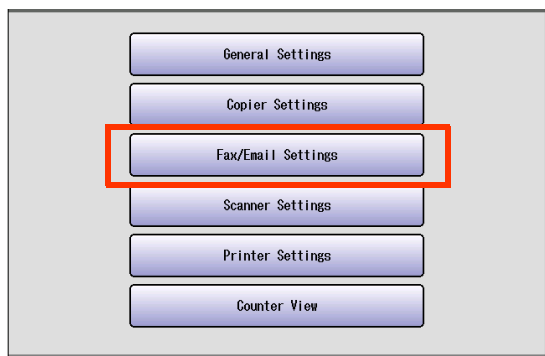 General Settings
Copier Settings
Fax/Email Settings
Scanner Settings
Printer Settings
Counter View